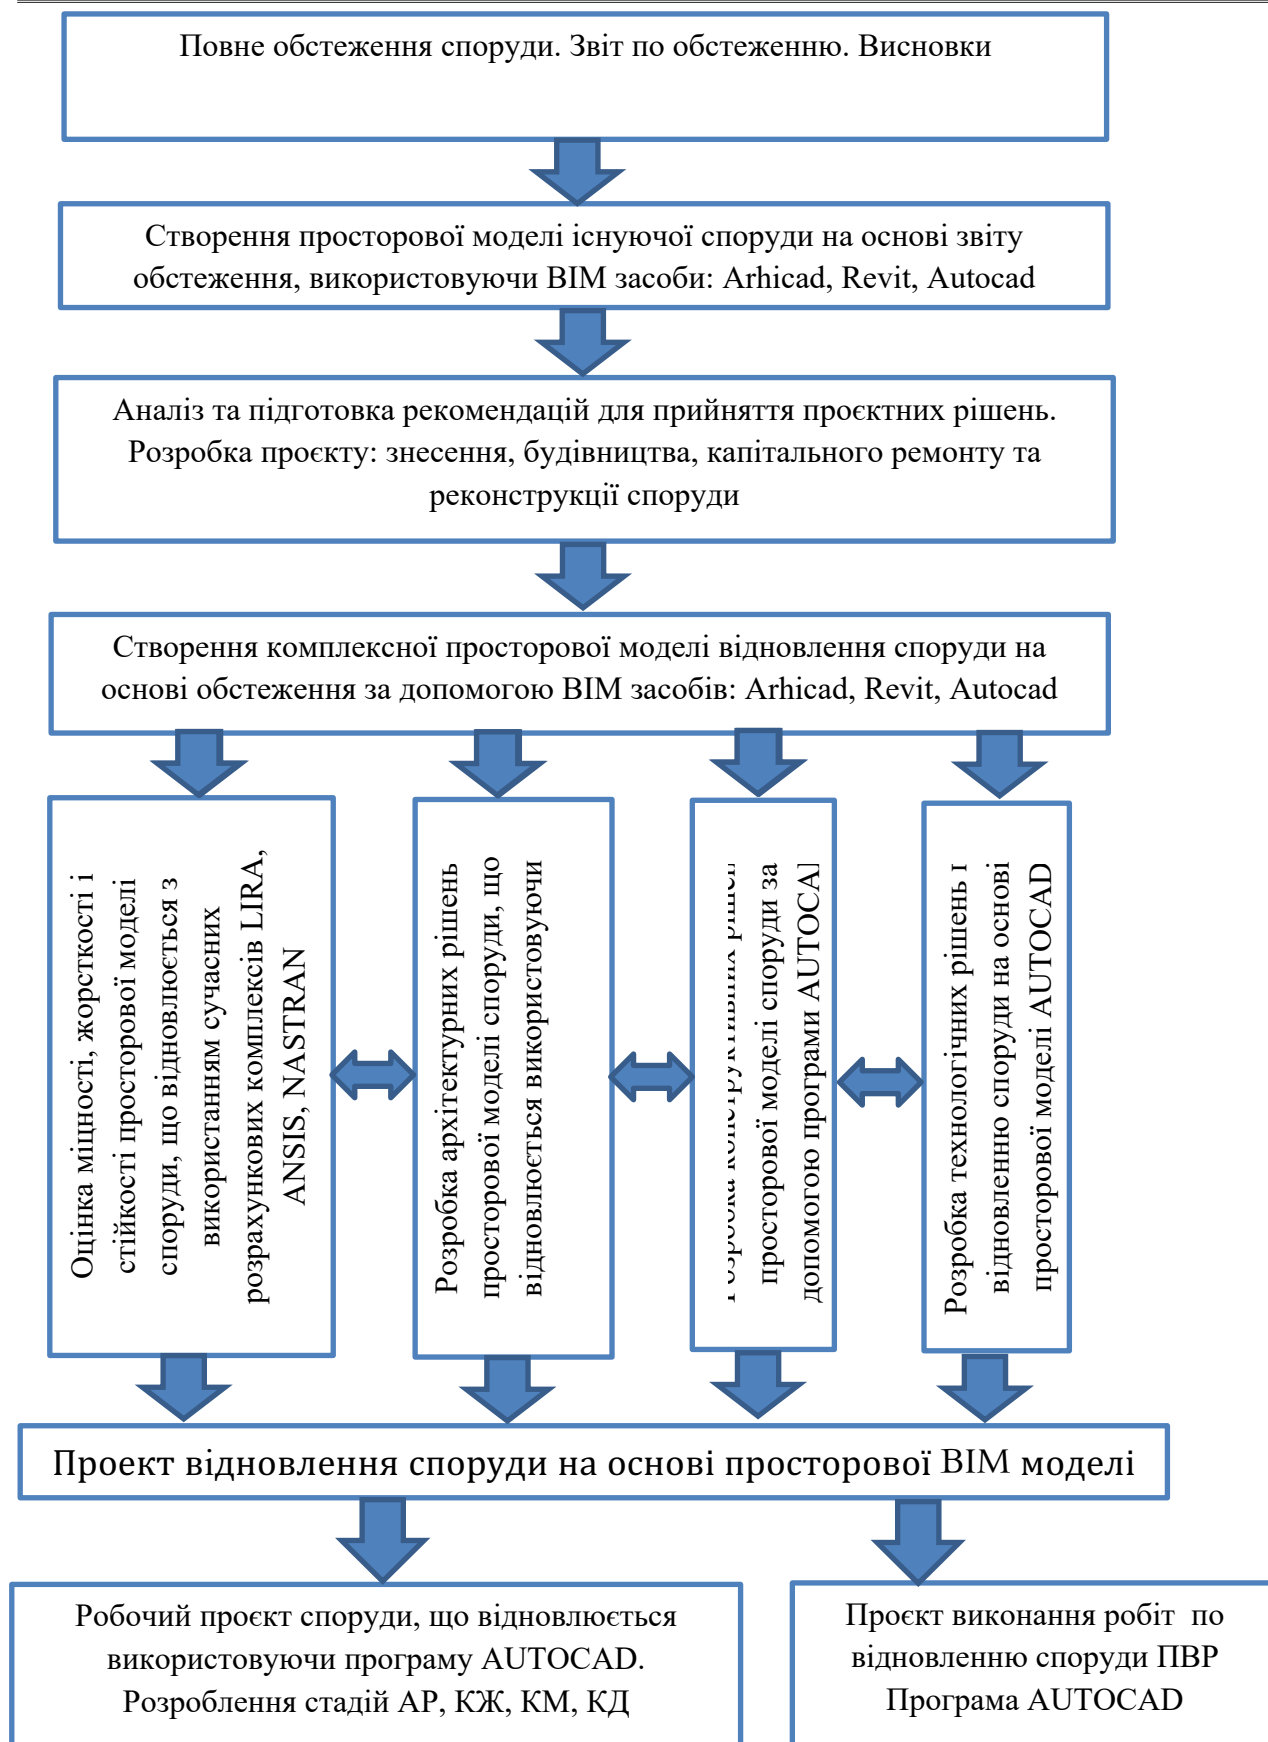 Повне обстеження споруди. Звіт по обстеженню. Висновки
Створення просторової моделі існуючої споруди на основі звіту
обстеження, використовуючи BIM засоби: Arhicad, Revit, Autocad
Аналіз та підготовка рекомендацій для прийняття проєктних рішень.
Розробка проєкту: знесення, будівництва, капітального ремонту та
реконструкції споруди
Створення комплексної просторової моделі відновлення споруди на
основі обстеження за допомогою BIM засобів: Arhicad, Revit, Autocad
Оцінка міцності, жорсткості і
стійкості просторової моделі
споруди, що відновлюється з
використанням сучасних
розрахункових комплексів LIRA,
ANSIS, NASTRAN
Розробка архітектурних рішень
просторової моделі споруди, що
відновлюється використовуючи
Розробка конструктивних рішен
просторової моделі споруди за
допомогою програми AUTOCA
Розробка технологічних рішень
відновленню споруди на основі
просторової моделі AUTOCAD
Проект відновлення споруди на основі просторової BIM моделі
Робочий проєкт споруди, що відновлюється
використовуючи програму AUTOCAD.
Розроблення стадій АР, КЖ, КМ, КД
Проєкт виконання робіт по
відновленню споруди ПВР
Програма AUTOCAD